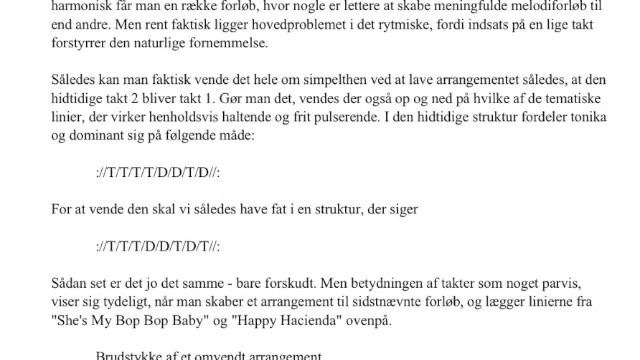 harmonisk får man en række forløb, hvor nogle er lettere at skabe meningfulde melodiforløb til
end andre. Men rent faktisk ligger hovedproblemet i det rytmiske, fordi indsats på en lige takt
forstyrrer den naturlige fornemmelse.
Således kan man faktisk vende det hele om simpelthen ved at lave arrangementet således, at den
hidtidige takt 2 bliver takt 1. Gør man det, vendes der også op og ned på hvilke af de tematiske
linier, der virker henholdsvis haltende og frit pulserende. I den hidtidige struktur fordeler tonika
og dominant sig på følgende måde:
://T/T/T/T/D/D/T/D//:
For at vende den skal vi således have fat i en struktur, der siger
://T/T/T/D/D/T/D/T//:
Sådan set er det jo det samme - bare forskudt. Men betydningen af takter som noget parvis,
viser sig tydeligt, når man skaber et arrangement til sidstnævnte forløb, og lægger linierne fra
"She's My Bop Bop Baby" og "Happy Hacienda" ovenpå.
Brudstykke af et omvendt arrangement